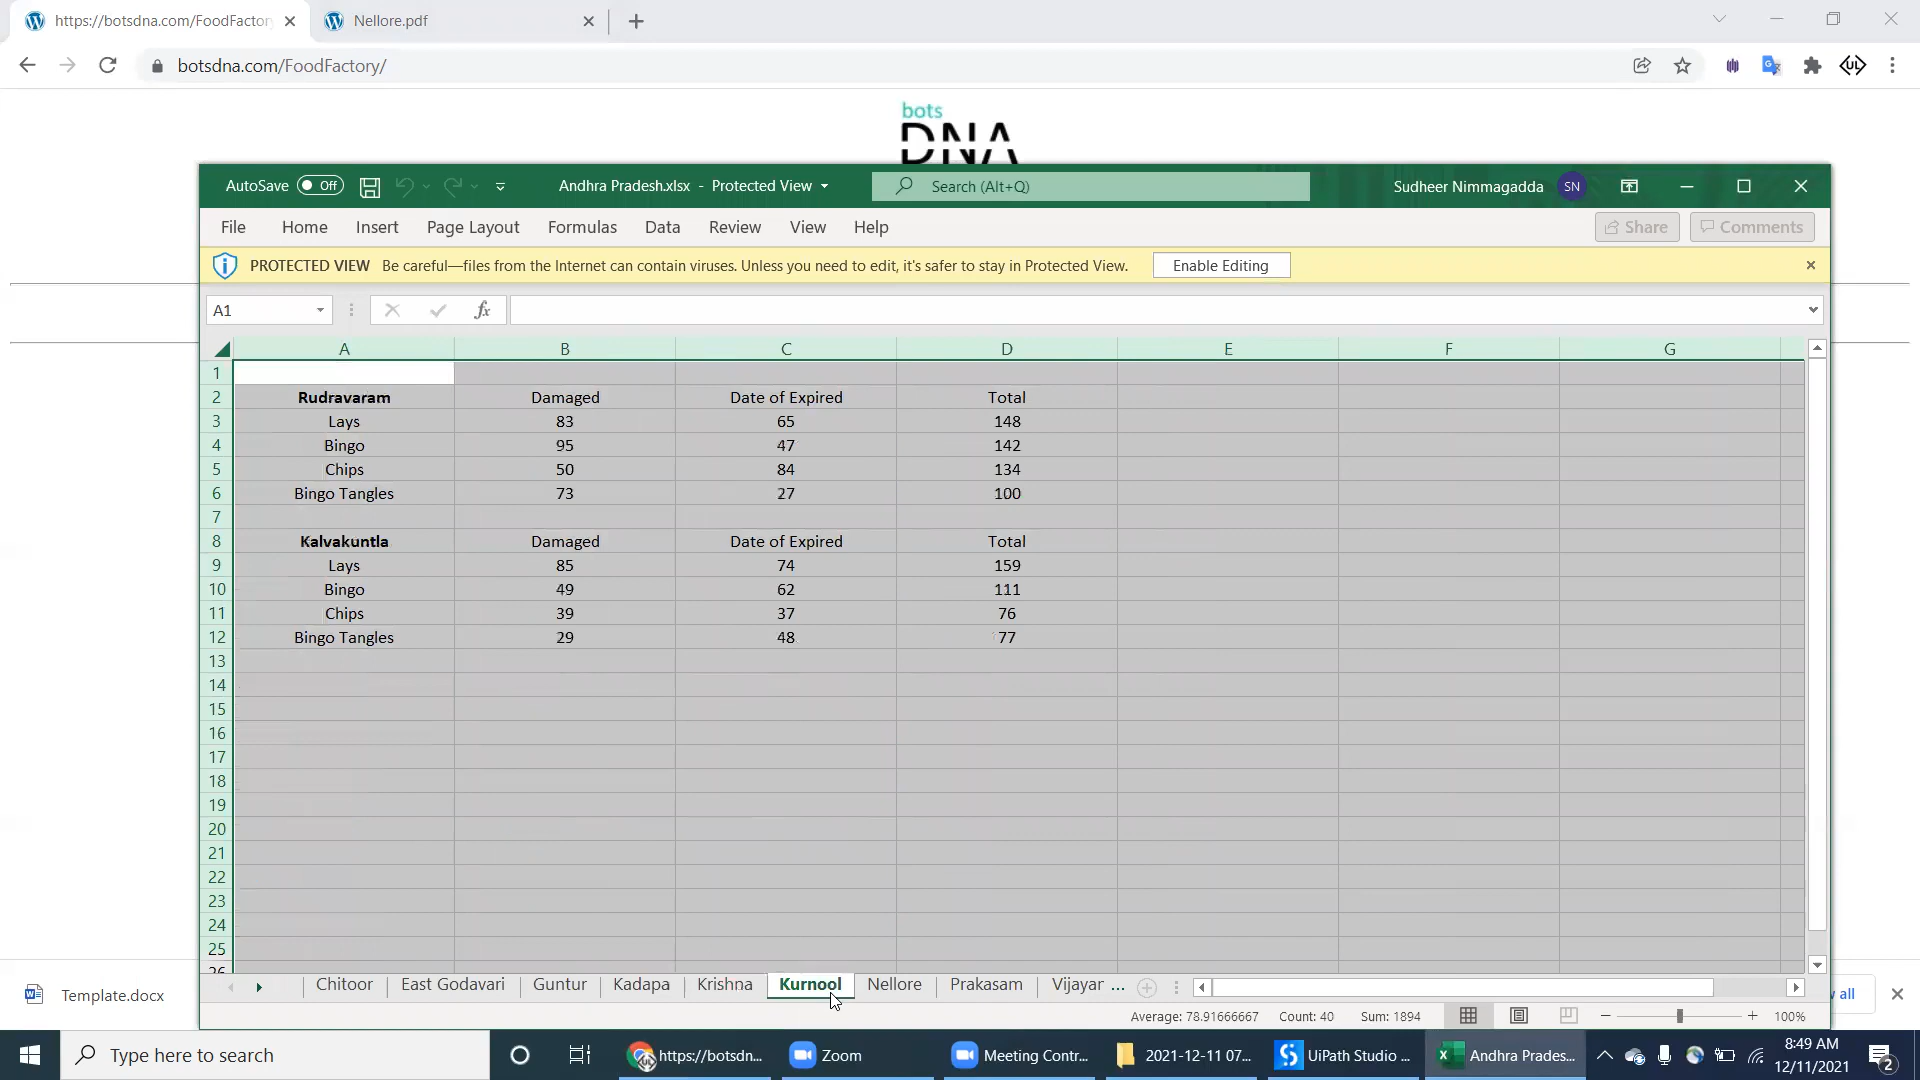 https://botsdna.com/FoodFactory
Nellore.pdf
botsdna.com/FoodFactory/
bots
DNA
AutoSave Off
Andhra Pradesh.xlsx - Protected View
Search (Alt+Q)
Sudheer Nimmagadda SN
File Home Insert Page Layout Formulas Data Review View Help
Share Comments
PROTECTED VIEW Be careful—files from the Internet can contain viruses. Unless you need to edit, it's safer to stay in Protected View. Enable Editing
A1
fx
A B C D E F G
1
2 Rudravaram Damaged Date of Expired Total
3 Lays 83 65 148
4 Bingo 95 47 142
5 Chips 50 84 134
6 Bingo Tangles 73 27 100
7
8 Kalvakuntla Damaged Date of Expired Total
9 Lays 85 74 159
10 Bingo 49 62 111
11 Chips 39 37 76
12 Bingo Tangles 29 48 77
13
14
15
16
17
18
19
20
21
22
23
24
25
26
Chitoor East Godavari Guntur Kadapa Krishna Kurnool Nellore Prakasam Vijayar ...
Template.docx
all
Average: 78.91666667 Count: 40 Sum: 1894 100%
Type here to search
https://botsdn...
Zoom
Meeting Contr...
2021-12-11 07...
UiPath Studio ...
Andhra Prades...
8:49 AM
12/11/2021
2